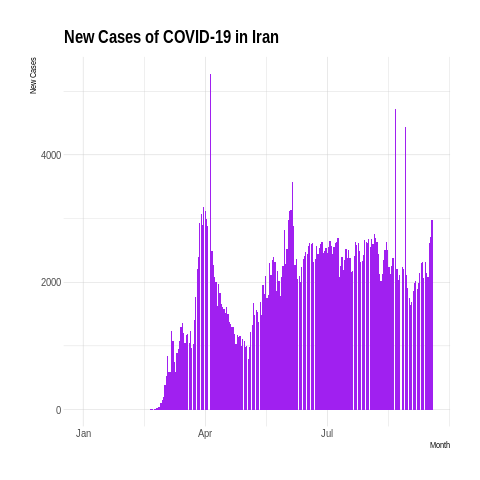 New Cases of COVID-19 in Iran
New Cases
4000
2000
0
Jan Apr Jul
Month